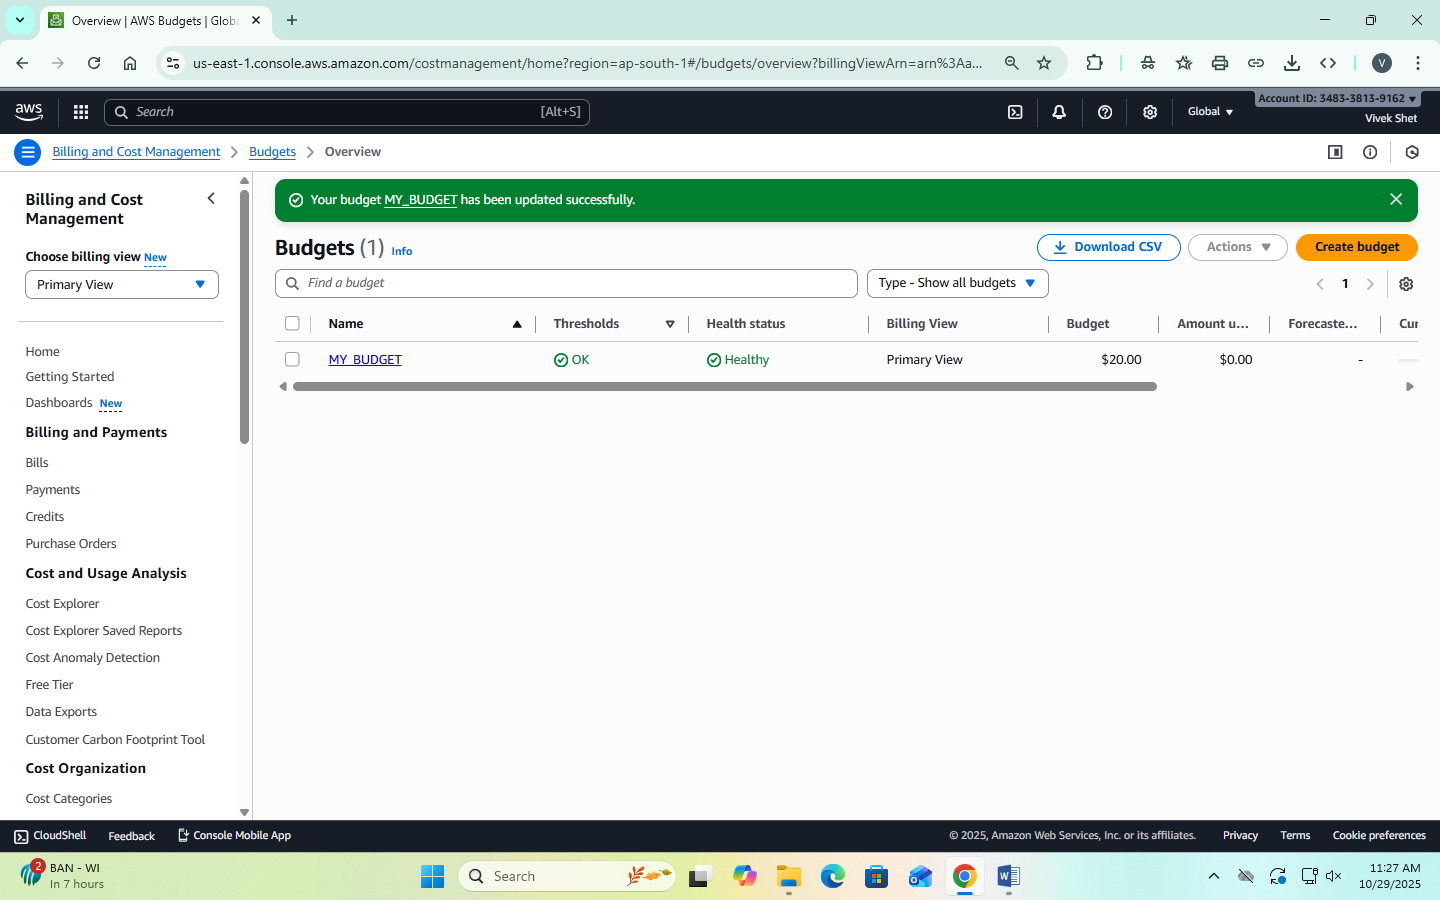 Overview | AWS Budgets | Globa
us-east-1.console.aws.amazon.com/costmanagement/home?region=ap-south-1#/budgets/overview?billingViewArn=arn%3Aa...
V
aws
Search
[Alt+S]
Global
Account ID: 3483-3813-9162
Vivek Shet
Billing and Cost Management
Budgets
Overview
Billing and Cost
Management
Choose billing view New
Primary View
Home
Getting Started
Dashboards New
Billing and Payments
Bills
Payments
Credits
Purchase Orders
Cost and Usage Analysis
Cost Explorer
Cost Explorer Saved Reports
Cost Anomaly Detection
Free Tier
Data Exports
Customer Carbon Footprint Tool
Cost Organization
Cost Categories
Your budget MY_BUDGET has been updated successfully.
Budgets (1) Info
Download CSV
Actions
Create budget
Find a budget
Type - Show all budgets
1
Name Thresholds Health status Billing View Budget Amount u... Forecaste... Cur
MY_BUDGET OK Healthy Primary View $20.00 $0.00 -
CloudShell Feedback Console Mobile App
© 2025, Amazon Web Services, Inc. or its affiliates. Privacy Terms Cookie preferences
2
BAN - WI
In 7 hours
Search
11:27 AM
10/29/2025